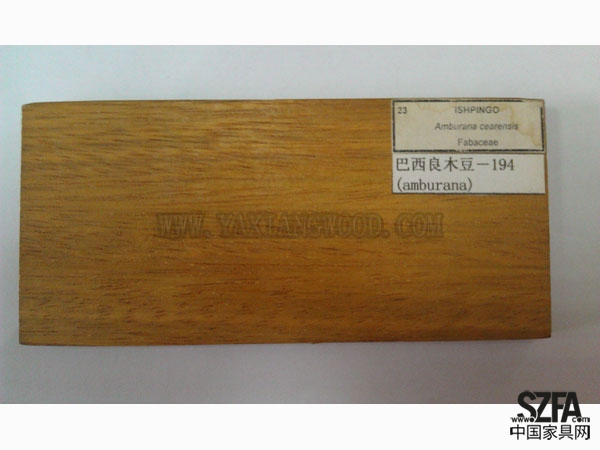 23 ISHPINGO
Amburana cearensis
Fabaceae
巴西良木豆－194
(amburana)
WWW.YAXIANGWOOD.COM
SZFA
www. .com
中国家具网